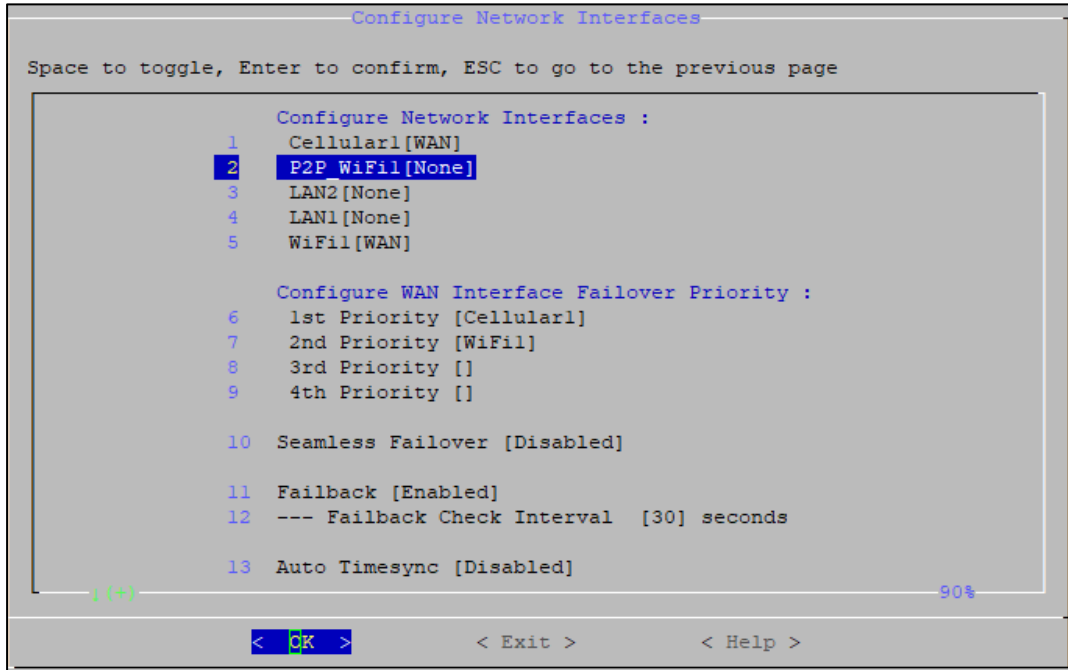 Configure Network Interfaces
Space to toggle, Enter to confirm, ESC to go to the previous page
Configure Network Interfaces :
1 Cellular1[WAN]
2 P2P_WiFi1[None]
3 LAN2[None]
4 LAN1[None]
5 WiFi1[WAN]
Configure WAN Interface Failover Priority :
6 1st Priority [Cellular1]
7 2nd Priority [WiFi1]
8 3rd Priority []
9 4th Priority []
10 Seamless Failover [Disabled]
11 Failback [Enabled]
12 --- Failback Check Interval [30] seconds
13 Auto Timesync [Disabled]
↓(+) 90%
< OK > < Exit > < Help >